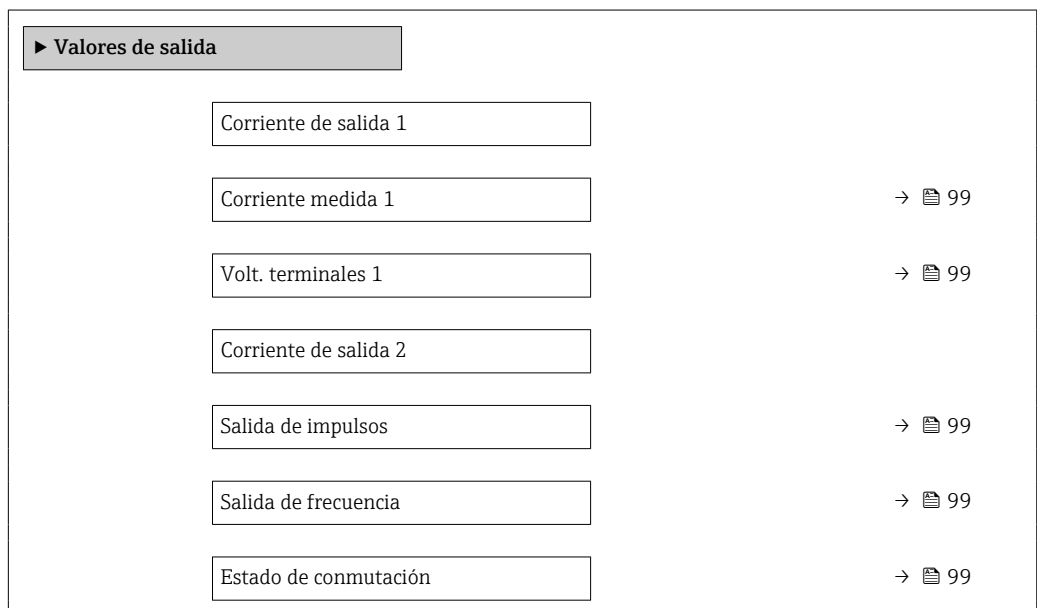 ▶ Valores de salida
Corriente de salida 1
Corriente medida 1 → 99
Volt. terminales 1 → 99
Corriente de salida 2
Salida de impulsos → 99
Salida de frecuencia → 99
Estado de conmutación → 99